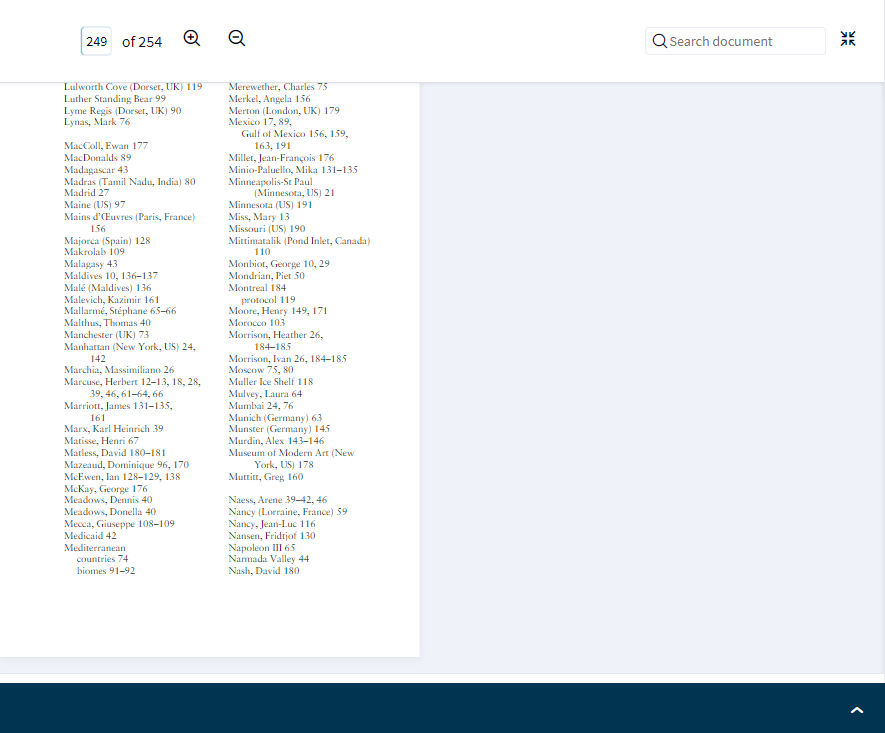 249 of 254
Search document
Lulworth Cove (Dorset, UK) 119
Luther Standing Bear 99
Lyme Regis (Dorset, UK) 90
Lynas, Mark 76
MacColl, Ewan 177
MacDonalds 89
Madagascar 43
Madras (Tamil Nadu, India) 80
Madrid 27
Maine (US) 97
Mains d'Œuvres (Paris, France)
156
Majorca (Spain) 128
Makrolab 109
Malagasy 43
Maldives 10, 136–137
Malé (Maldives) 136
Malevich, Kazimir 161
Mallarmé, Stéphane 65–66
Malthus, Thomas 40
Manchester (UK) 73
Manhattan (New York, US) 24,
142
Marchia, Massimiliano 26
Marcuse, Herbert 12–13, 18, 28,
39, 46, 61–64, 66
Marriott, James 131–135,
161
Marx, Karl Heinrich 39
Matisse, Henri 67
Matless, David 180–181
Mazeaud, Dominique 96, 170
McEwen, Ian 128–129, 138
McKay, George 176
Meadows, Dennis 40
Meadows, Donella 40
Mecca, Giuseppe 108–109
Medicaid 42
Mediterranean
countries 74
biomes 91–92
Merewether, Charles 75
Merkel, Angela 156
Merton (London, UK) 179
Mexico 17, 89,
Gulf of Mexico 156, 159,
163, 191
Millet, Jean-François 176
Minio-Paluello, Mika 131–135
Minneapolis-St Paul
(Minnesota, US) 21
Minnesota (US) 191
Miss, Mary 13
Missouri (US) 190
Mittimatalik (Pond Inlet, Canada)
110
Monbiot, George 10, 29
Mondrian, Piet 50
Montreal 184
protocol 119
Moore, Henry 149, 171
Morocco 103
Morrison, Heather 26,
184–185
Morrison, Ivan 26, 184–185
Moscow 75, 80
Muller Ice Shelf 118
Mulvey, Laura 64
Mumbai 24, 76
Munich (Germany) 63
Munster (Germany) 145
Murdin, Alex 143–146
Museum of Modern Art (New
York, US) 178
Muttitt, Greg 160
Naess, Arene 39–42, 46
Nancy (Lorraine, France) 59
Nancy, Jean-Luc 116
Nansen, Fridtjof 130
Napoleon III 65
Narmada Valley 44
Nash, David 180